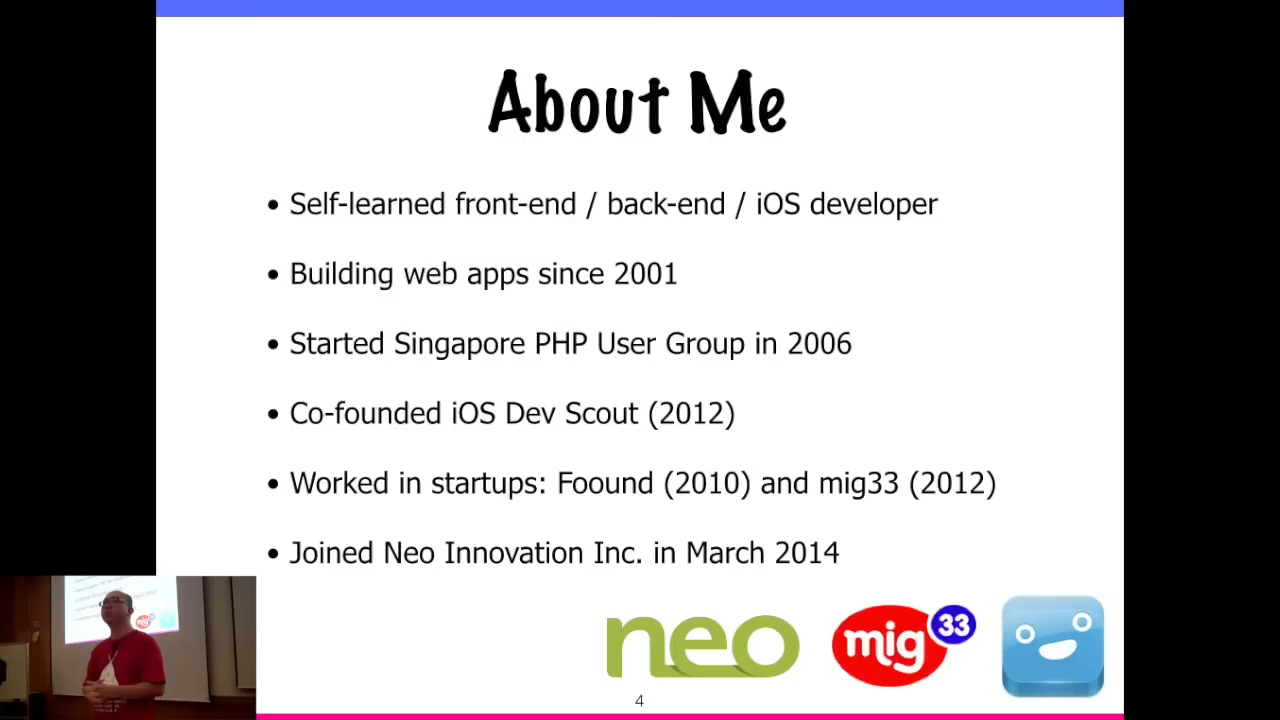 About Me
• Self-learned front-end / back-end / iOS developer
• Building web apps since 2001
• Started Singapore PHP User Group in 2006
• Co-founded iOS Dev Scout (2012)
• Worked in startups: Foound (2010) and mig33 (2012)
• Joined Neo Innovation Inc. in March 2014
neo
mig 33
4